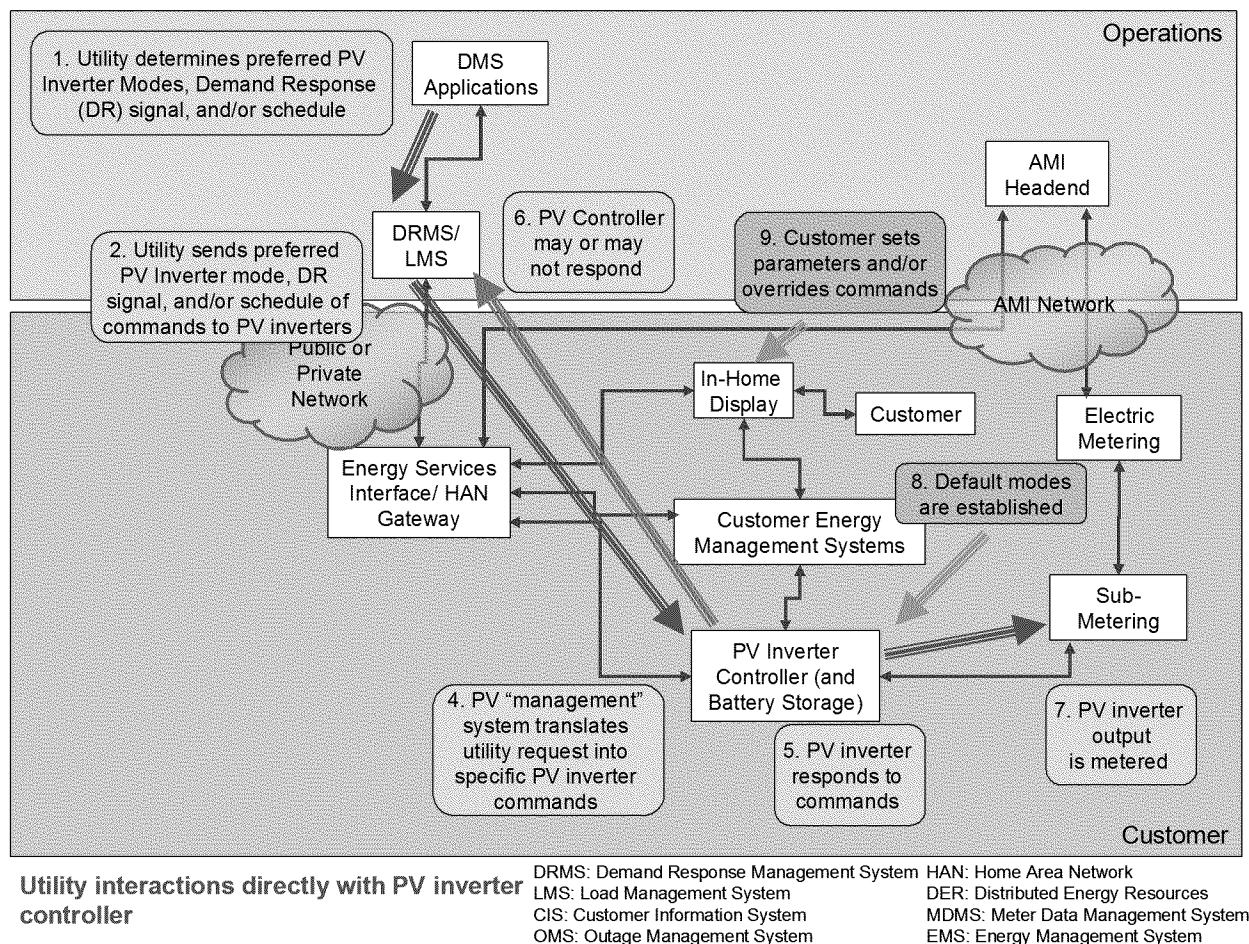 Operations
1. Utility determines preferred PV
Inverter Modes, Demand Response
(DR) signal, and/or schedule
DMS
Applications
AMI
Headend
DRMS/
LMS
6. PV Controller
may or may
not respond
9. Customer sets
parameters and/or
overrides commands
2. Utility sends preferred
PV Inverter mode, DR
signal, and/or schedule of
commands to PV inverters
AMI Network
Public or
Private
Network
In-Home
Display
Customer
Electric
Metering
Energy Services
Interface/ HAN
Gateway
8. Default modes
are established
Customer Energy
Management Systems
Sub-
Metering
PV Inverter
Controller (and
Battery Storage)
4. PV “management”
system translates
utility request into
specific PV inverter
commands
5. PV inverter
responds to
commands
7. PV inverter
output
is metered
Customer
Utility interactions directly with PV inverter
controller
DRMS: Demand Response Management System
LMS: Load Management System
CIS: Customer Information System
OMS: Outage Management System
HAN: Home Area Network
DER: Distributed Energy Resources
MDMS: Meter Data Management System
EMS: Energy Management System